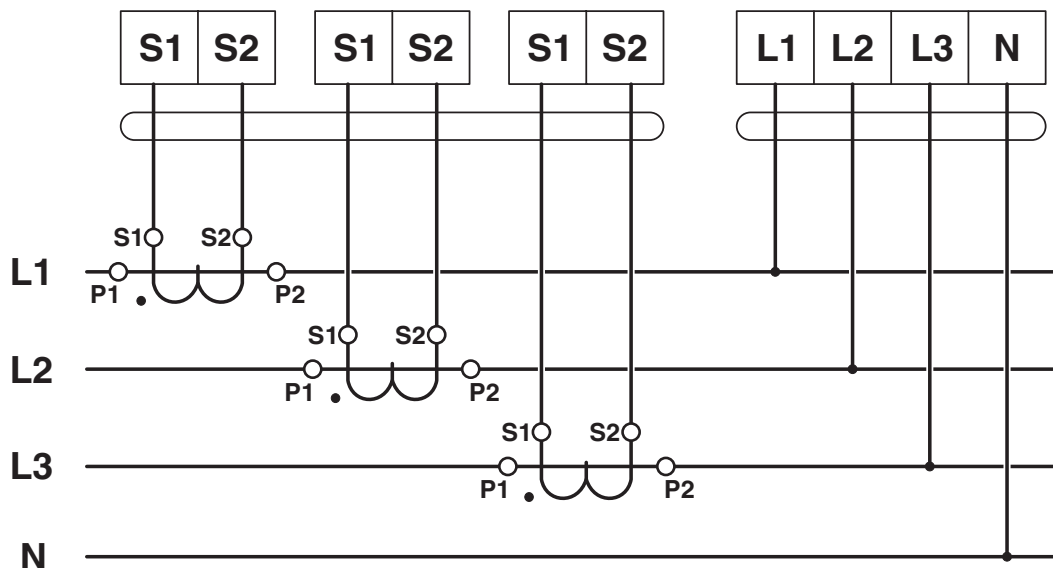 S1 S2 S1 S2 S1 S2 L1 L2 L3 N
S1 S2
L1
P1 P2
S1 S2
L2
P1 P2
S1 S2
L3
P1 P2
N